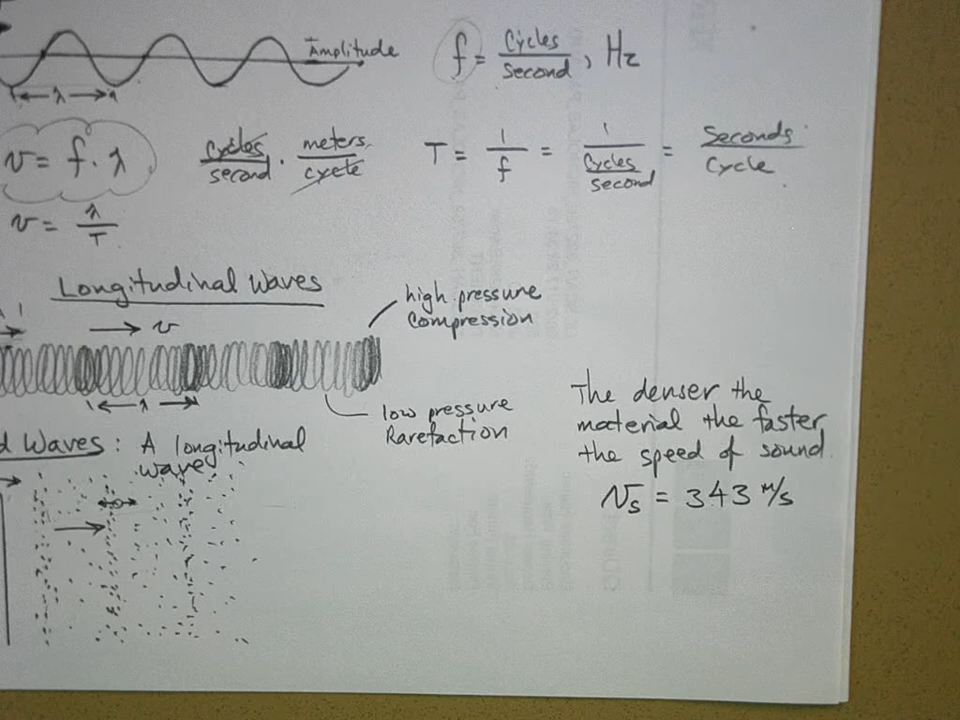 Amplitude
f = Cycles/second, Hz
λ
v = f · λ
cycles/second · meters/cycle
T = 1/f = 1/(cycles/second) = seconds/cycle
v = λ/T
Longitudinal Waves
v
high pressure
Compression
λ
low pressure
Rarefaction
The denser the
material the faster
the speed of sound.
Vs = 343 m/s
Waves: A longitudinal
wave